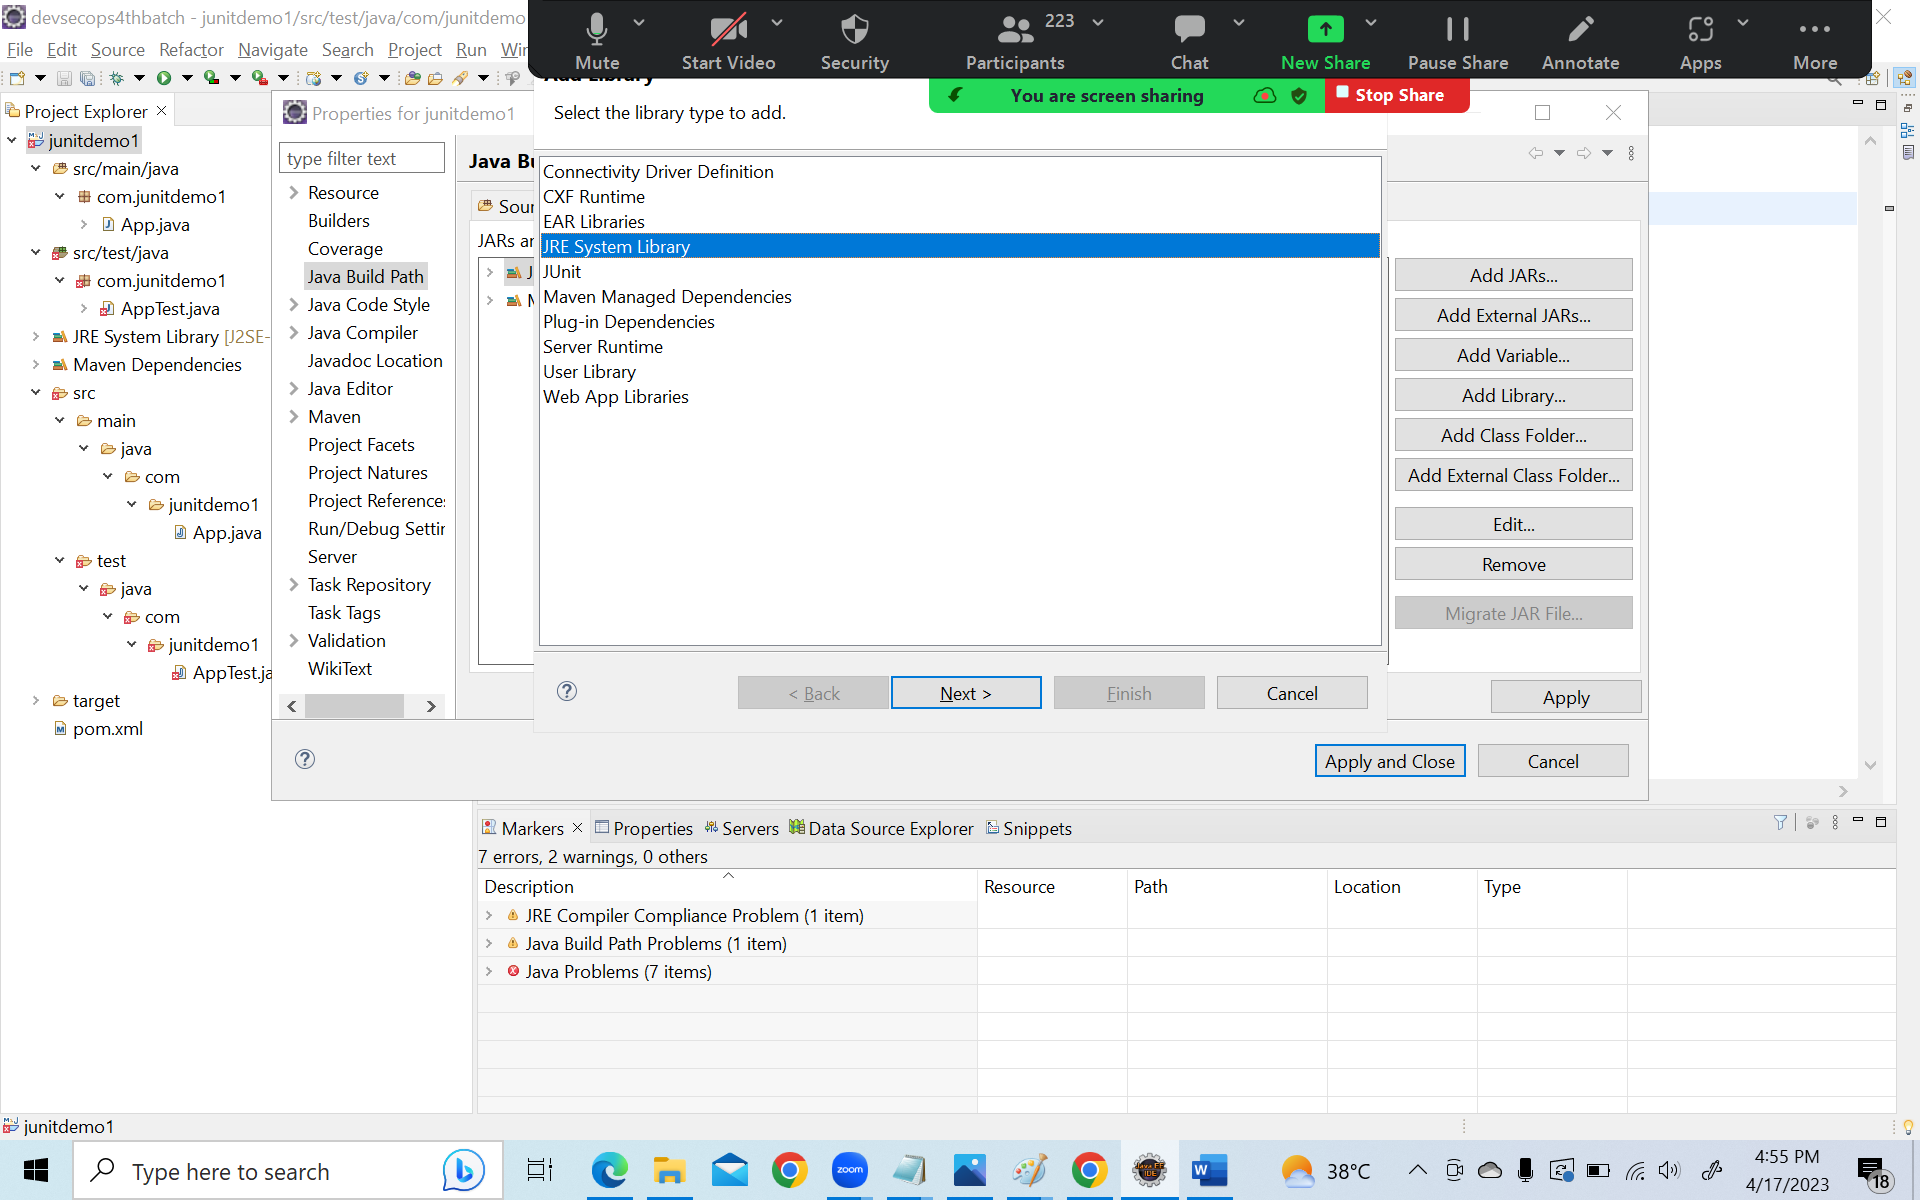 devsecops4thbatch - junitdemo1/src/test/java/com/junitdemo
File Edit Source Refactor Navigate Search Project Run
Mute
Start Video
Security
Participants
223
Chat
New Share
Pause Share
Annotate
Apps
More
You are screen sharing
Stop Share
Project Explorer
junitdemo1
src/main/java
com.junitdemo1
App.java
src/test/java
com.junitdemo1
AppTest.java
JRE System Library [J2SE-
Maven Dependencies
src
main
java
com
junitdemo1
App.java
test
java
com
junitdemo1
AppTest.ja
target
pom.xml
Properties for junitdemo1
type filter text
Resource
Builders
Coverage
Java Build Path
Java Code Style
Java Compiler
Javadoc Location
Java Editor
Maven
Project Facets
Project Natures
Project References
Run/Debug Settin
Server
Task Repository
Task Tags
Validation
WikiText
Java Bu
Sour
JARs an
Add Library
Select the library type to add.
Connectivity Driver Definition
CXF Runtime
EAR Libraries
JRE System Library
JUnit
Maven Managed Dependencies
Plug-in Dependencies
Server Runtime
User Library
Web App Libraries
< Back
Next >
Finish
Cancel
Add JARs...
Add External JARs...
Add Variable...
Add Library...
Add Class Folder...
Add External Class Folder...
Edit...
Remove
Migrate JAR File...
Apply
Apply and Close
Cancel
Markers
Properties
Servers
Data Source Explorer
Snippets
7 errors, 2 warnings, 0 others
Description Resource Path Location Type
JRE Compiler Compliance Problem (1 item)
Java Build Path Problems (1 item)
Java Problems (7 items)
junitdemo1
Type here to search
zoom
38°C
4:55 PM
4/17/2023
18